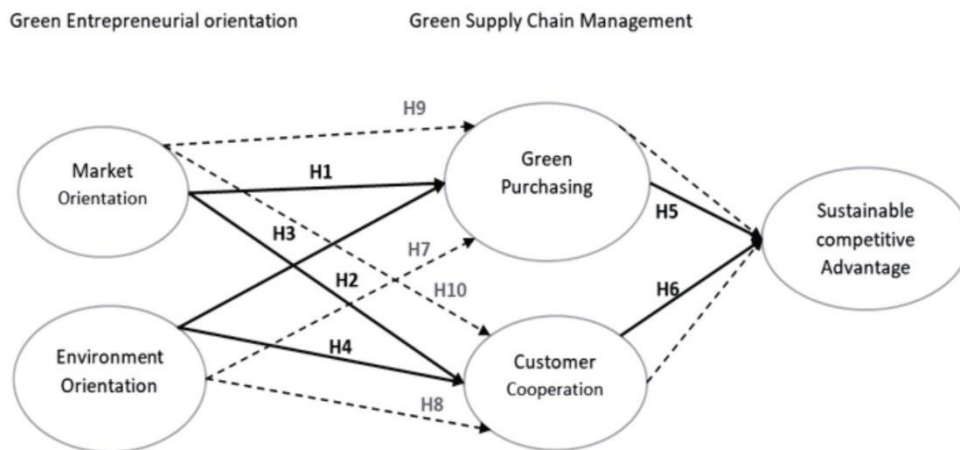 Green Entrepreneurial orientation
Green Supply Chain Management
H9
Market
Orientation
H1
Green
Purchasing
H5
H3
H7
H2
H10
Sustainable
competitive
Advantage
H6
Environment
Orientation
H4
Customer
Cooperation
H8